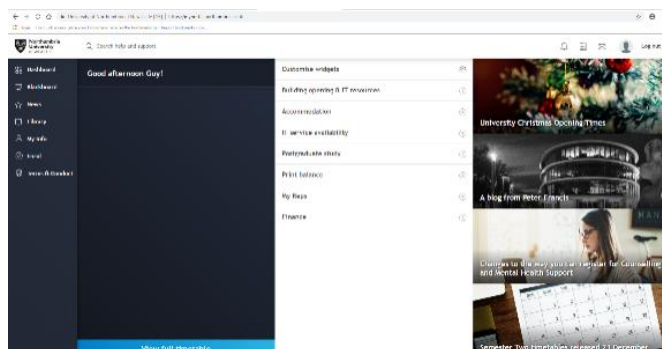 Northumbria
University
Search help and support
Log out
Dashboard
Blackboard
News
Library
My Info
Email
Terms & Conduct
Good afternoon Guy!
View full timetable
Customise widgets
Building opening & IT resources
Accommodation
IT service availability
Postgraduate study
Print balance
My Reps
Finance
University Christmas Opening Times
A blog from Peter Francis
Changes to the way you can register for Counselling
and Mental Health Support
Semester Two timetables released 21 December